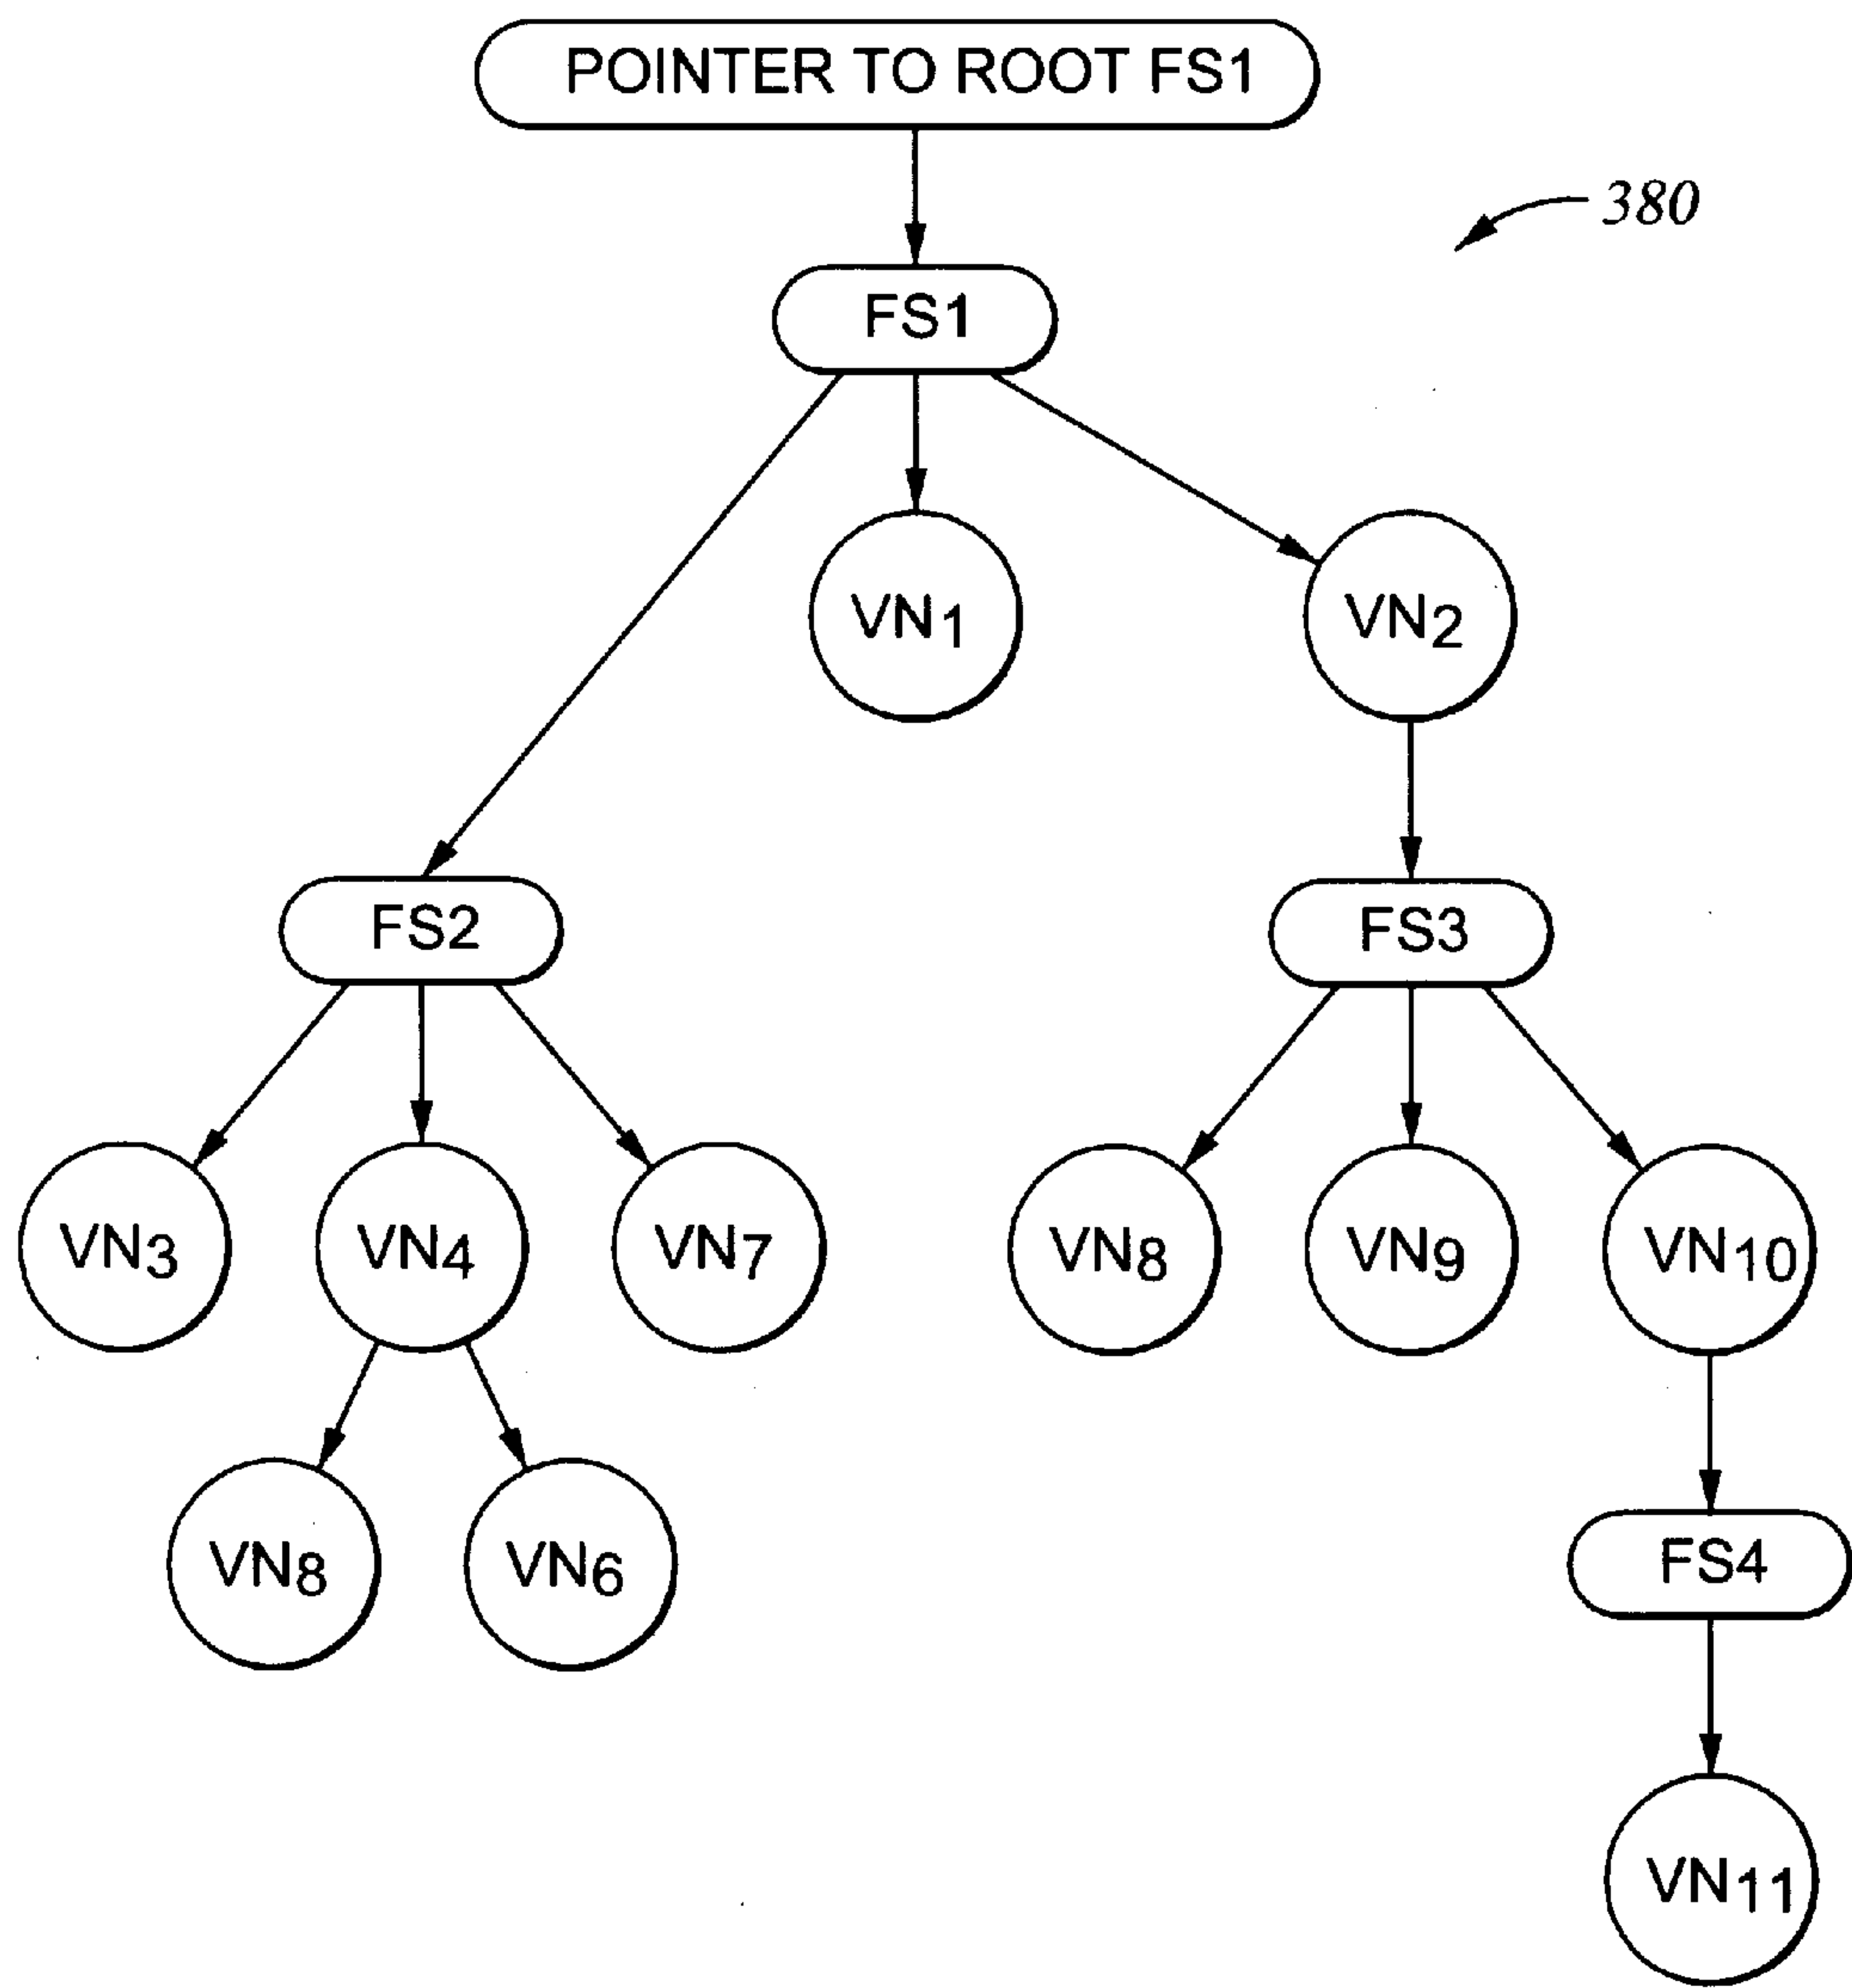 POINTER TO ROOT FS1
380
FS1
VN1
VN2
FS2
FS3
VN3
VN4
VN7
VN8
VN9
VN10
VN8
VN6
FS4
VN11